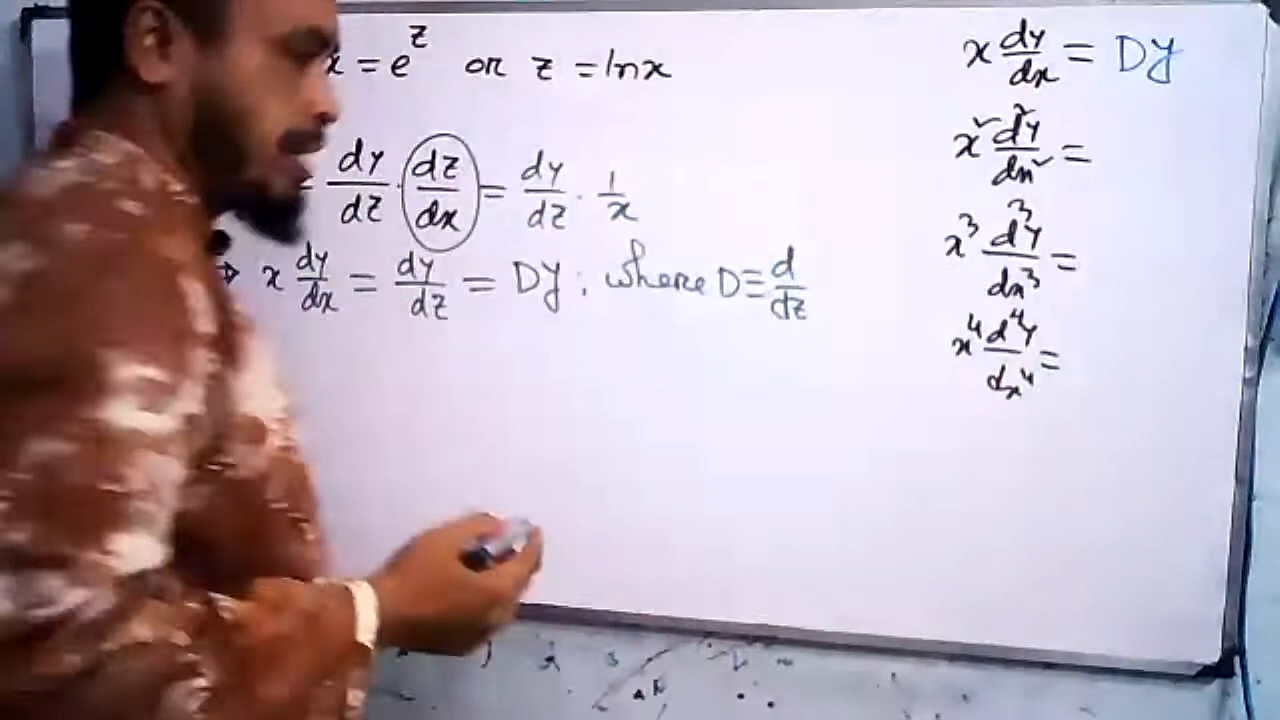 x = e^z or z = lnx
= dy/dz · dz/dx = dy/dz · 1/x
⇒ x dy/dx = dy/dz = Dy ; where D ≡ d/dz
x dy/dx = Dy
x² d²y/dx² =
x³ d³y/dx³ =
x⁴ d⁴y/dx⁴ =